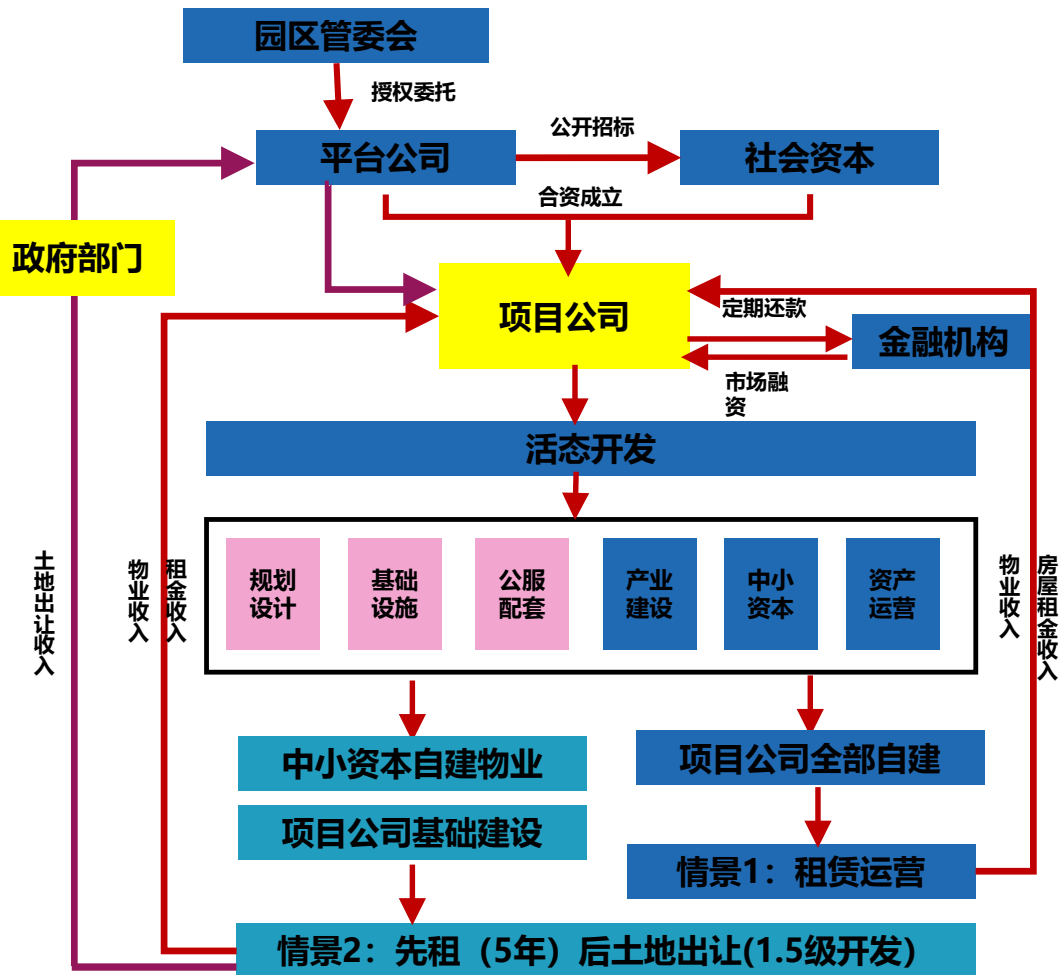 园区管委会
授权委托
公开招标
平台公司
社会资本
合资成立
政府部门
项目公司
定期还款
金融机构
市场融
资
活态开发
规划
设计
基础
设施
公服
配套
产业
建设
中小
资本
资产
运营
土地出让收入
物业收入
租金收入
物业收入
房屋租金收入
中小资本自建物业
项目公司全部自建
项目公司基础建设
情景1：租赁运营
情景2：先租（5年）后土地出让(1.5级开发）